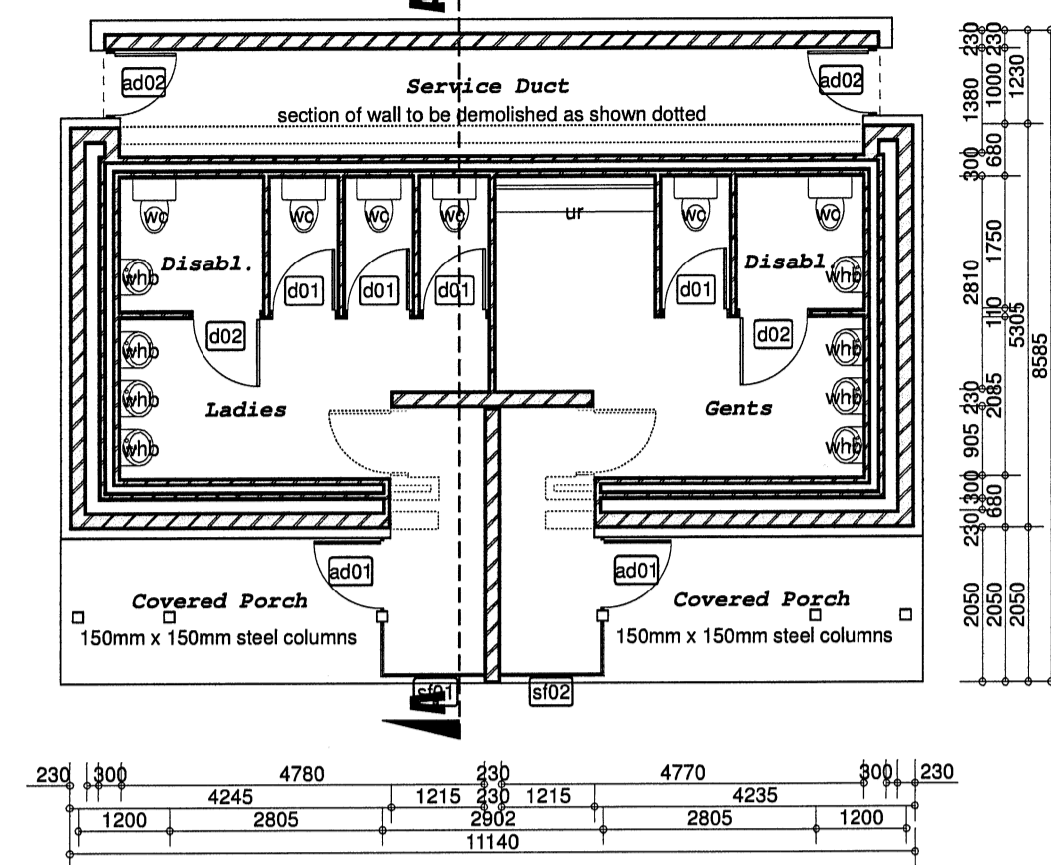 A
ad02
ad02
Service Duct
section of wall to be demolished as shown dotted
wc
wc
wc
wc
ur
wc
wc
Disabl.
Disabl.
whb
whb
d01
d01
d01
d01
d02
d02
whb
whb
Ladies
Gents
whb
whb
whb
whb
ad01
ad01
Covered Porch
Covered Porch
150mm x 150mm steel columns
150mm x 150mm steel columns
sf01
sf02
A
230 300 4780 230 4770 300 230
4245 1215 230 1215 4235
1200 2805 2902 2805 1200
11140
230 1380 300 2810 230 905 300 230 2050
230 1000 680 1750 110 2085 680 2050
1230 5305 2050
8585